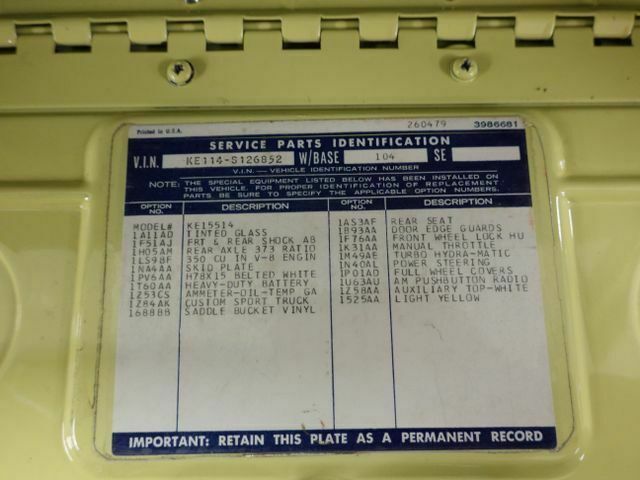 Printed in U.S.A. 260479 3986681
SERVICE PARTS IDENTIFICATION
V.I.N. KE114-S126852 W/BASE 104 SE
V.I.N. — VEHICLE IDENTIFICATION NUMBER
NOTE: THE SPECIAL EQUIPMENT LISTED BELOW HAS BEEN INSTALLED ON
THIS VEHICLE. FOR PROPER IDENTIFICATION OF REPLACEMENT
PARTS BE SURE TO SPECIFY THE APPLICABLE OPTION NUMBERS.
OPTION NO. DESCRIPTION OPTION NO. DESCRIPTION
MODEL# KE15514
1A11AD TINTED GLASS
1F51AJ FRT & REAR SHOCK AB
1H05AM REAR AXLE 373 RATIO
1LS98F 350 CU IN V-8 ENGIN
1NA4AA SKID PLATE
1PV6AA H78X15 BELTED WHITE
1T60AA HEAVY-DUTY BATTERY
1Z53CS AMMETER-OIL-TEMP GA
1Z84AK CUSTOM SPORT TRUCK
168888 SADDLE BUCKET VINYL
1AS3AF REAR SEAT
1B93AA DOOR EDGE GUARDS
1F76AA FRONT WHEEL LOCK HU
1K31AA MANUAL THROTTLE
1M49AE TURBO HYDRA-MATIC
1N40AL POWER STEERING
1P01AD FULL WHEEL COVERS
1U63AU AM PUSHBUTTON RADIO
1Z58AA AUXILIARY TOP-WHITE
1525AA LIGHT YELLOW
IMPORTANT: RETAIN THIS PLATE AS A PERMANENT RECORD